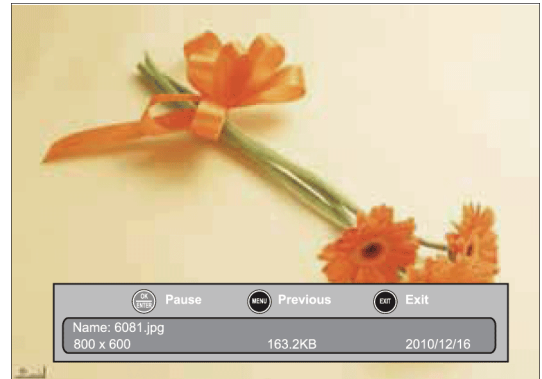 OK ENTER Pause MENU Previous EXIT Exit
Name: 6081.jpg
800 x 600 163.2KB 2010/12/16